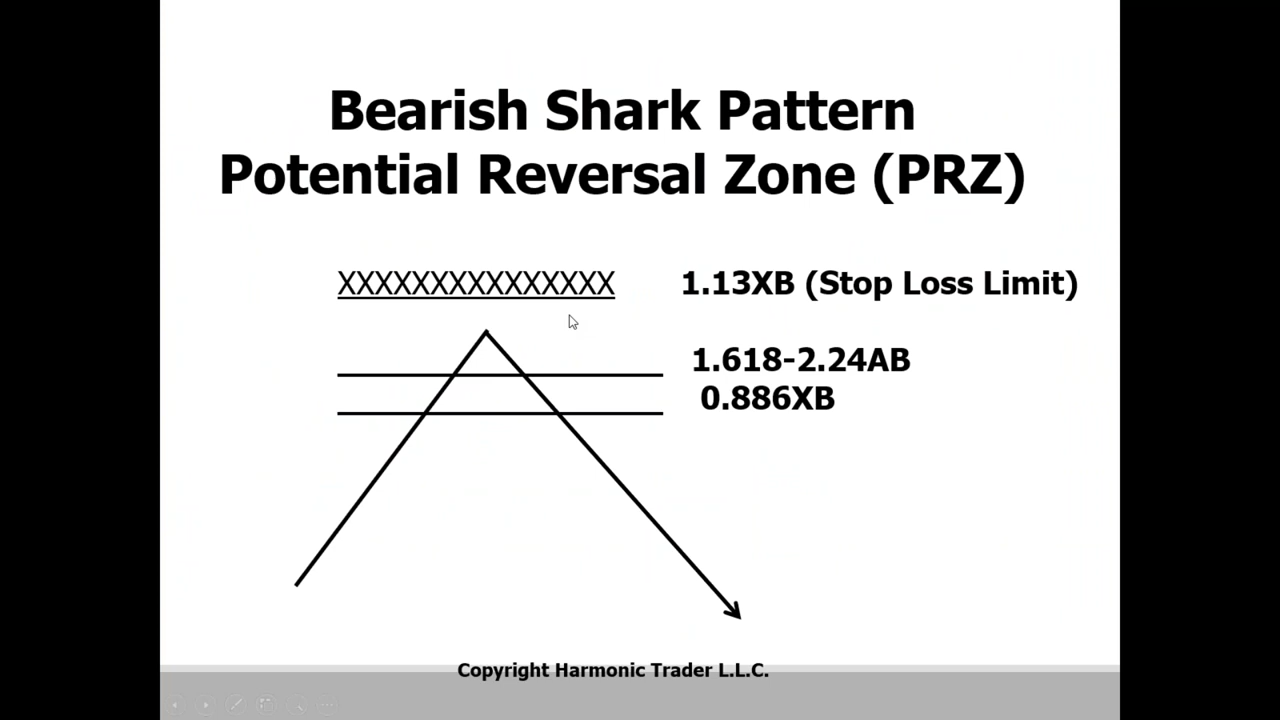 Bearish Shark Pattern
Potential Reversal Zone (PRZ)
XXXXXXXXXXXXXXX 1.13XB (Stop Loss Limit)
1.618-2.24AB
0.886XB
Copyright Harmonic Trader L.L.C.